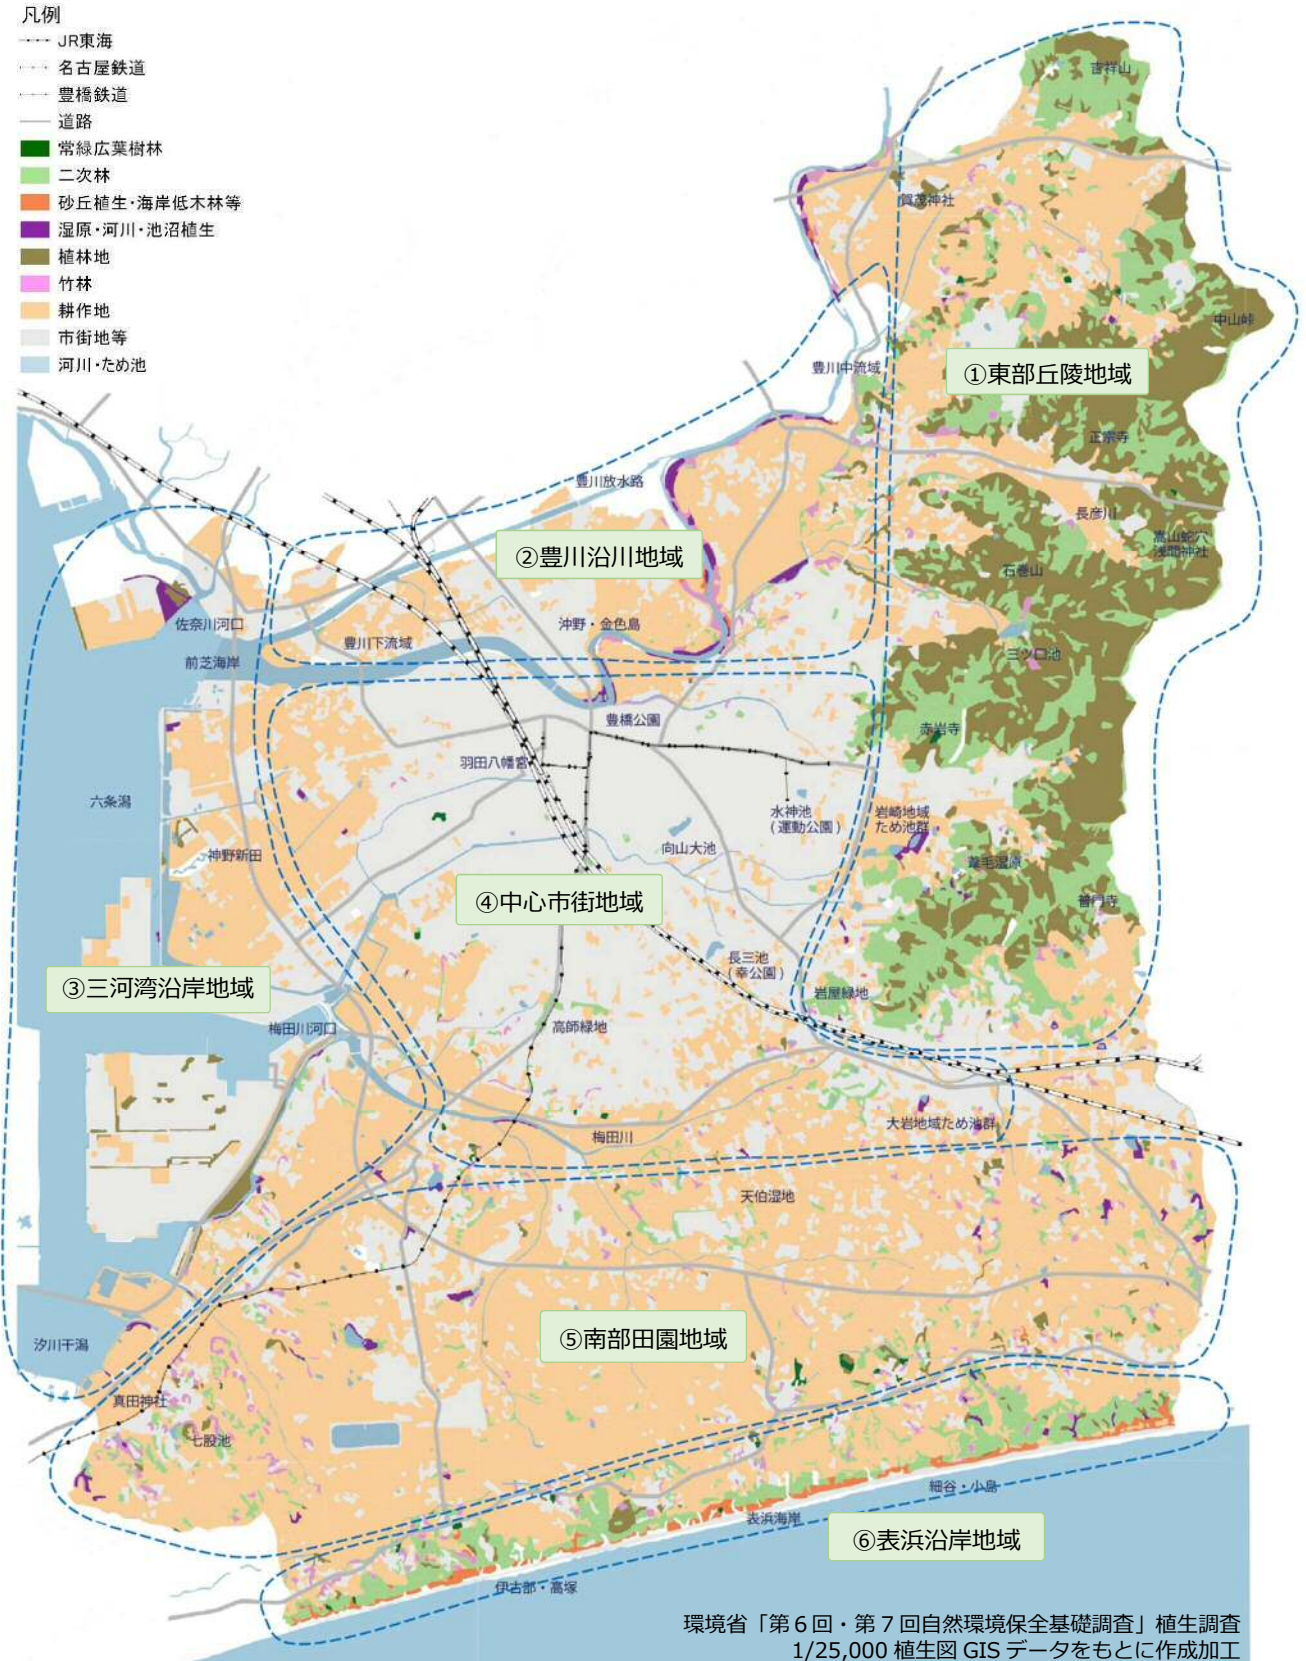 凡例
JR東海
名古屋鉄道
豊橋鉄道
道路
常緑広葉樹林
二次林
砂丘植生・海岸低木林等
湿原・河川・池沼植生
植林地
竹林
耕作地
市街地等
河川・ため池
吉祥山
賀茂神社
中山峠
豊川中流域
①東部丘陵地域
正宗寺
豊川放水路
長彦川
嵩山蛇穴
浅間神社
②豊川沿川地域
石巻山
佐奈川河口
沖野・金色島
豊川下流域
前芝海岸
三ツ口池
豊橋公園
赤岩寺
羽田八幡宮
六条潟
水神池
(運動公園)
岩崎地域
ため池群
向山大池
神野新田
葦毛湿原
④中心市街地域
普門寺
長三池
(幸公園)
③三河湾沿岸地域
岩屋緑地
梅田川河口
高師緑地
大岩地域ため池群
梅田川
天伯湿地
⑤南部田園地域
汐川干潟
真田神社
七股池
細谷・小島
表浜海岸
⑥表浜沿岸地域
伊古部・高塚
環境省「第6回・第7回自然環境保全基礎調査」植生調査
1/25,000 植生図 GIS データをもとに作成加工